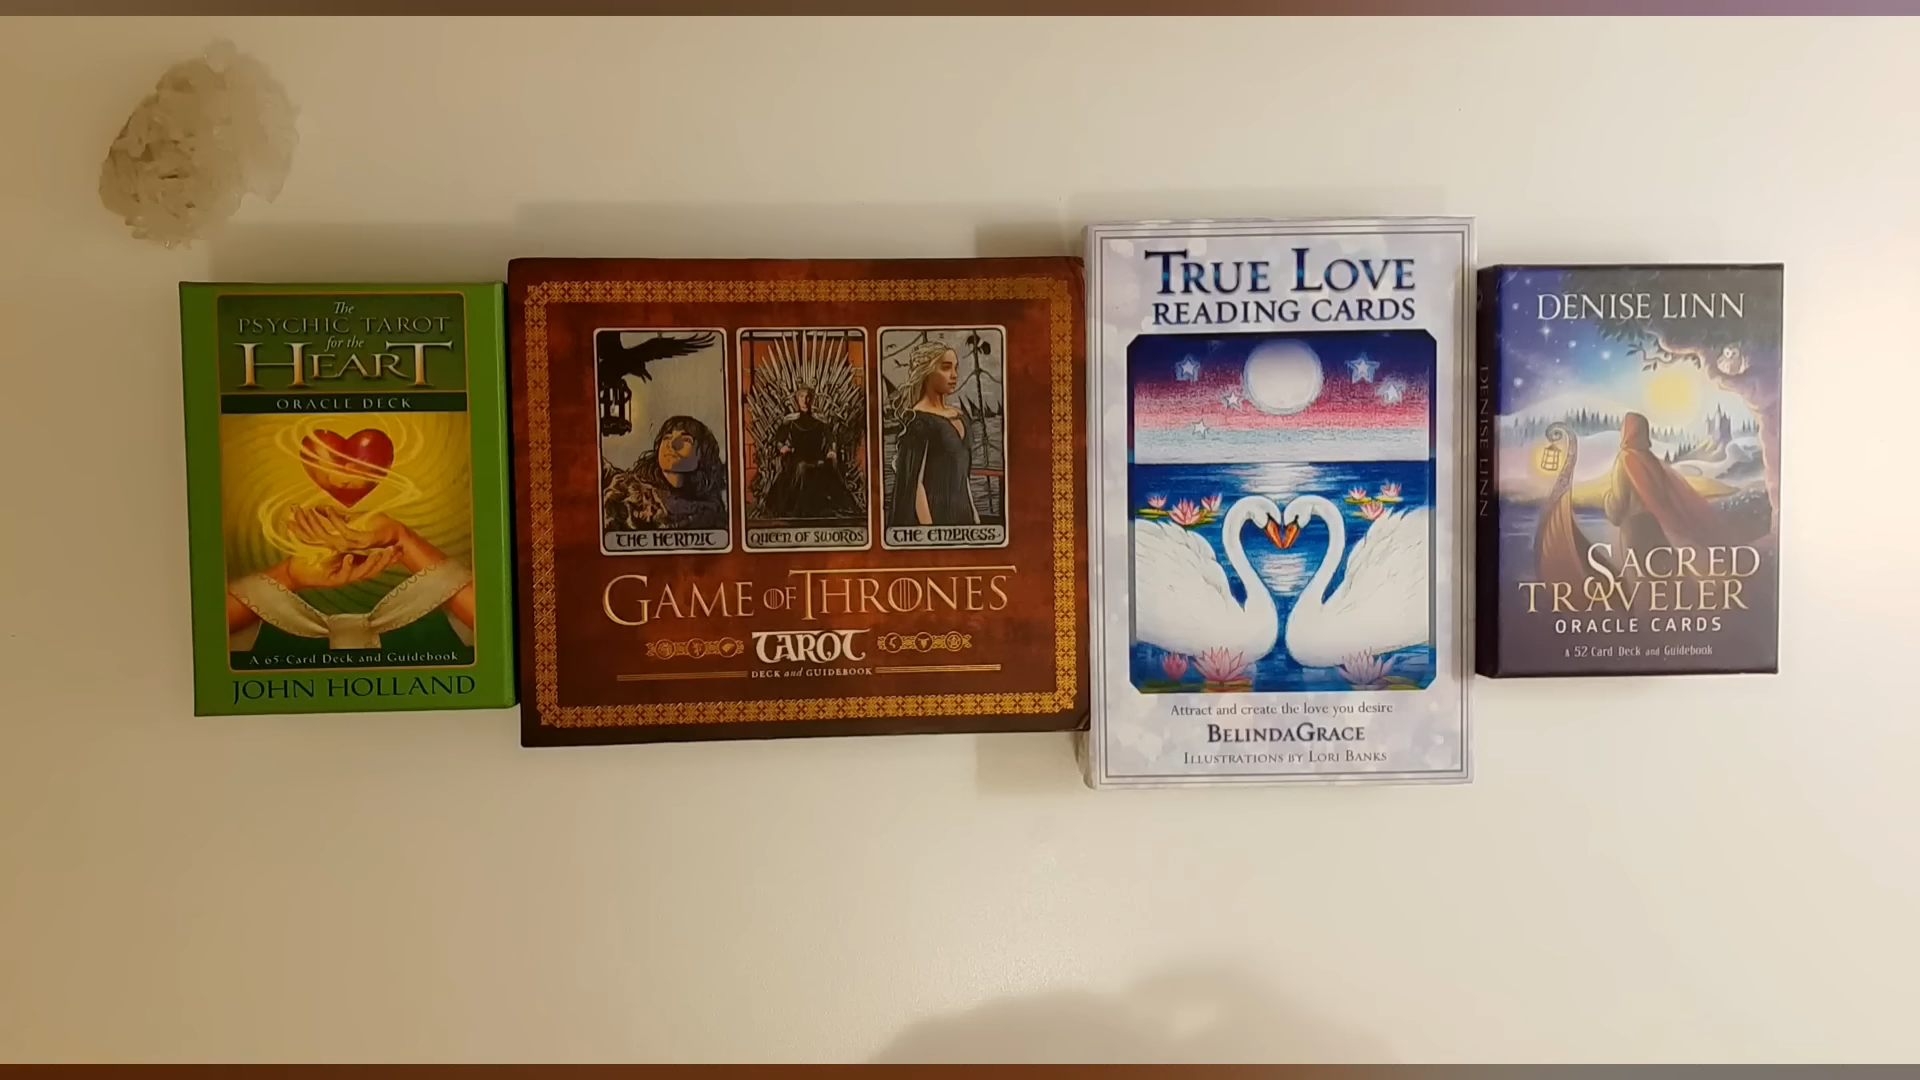 The
PSYCHIC TAROT
for the
HEART
ORACLE DECK
A 65-Card Deck and Guidebook
JOHN HOLLAND
THE HERMIT
QUEEN OF SWORDS
THE EMPRESS
GAME OF THRONES
TAROT
DECK and GUIDEBOOK
TRUE LOVE
READING CARDS
Attract and create the love you desire
BELINDAGRACE
ILLUSTRATIONS BY LORI BANKS
DENISE LINN
DENISE LINN
SACRED
TRAVELER
ORACLE CARDS
A 52 Card Deck and Guidebook